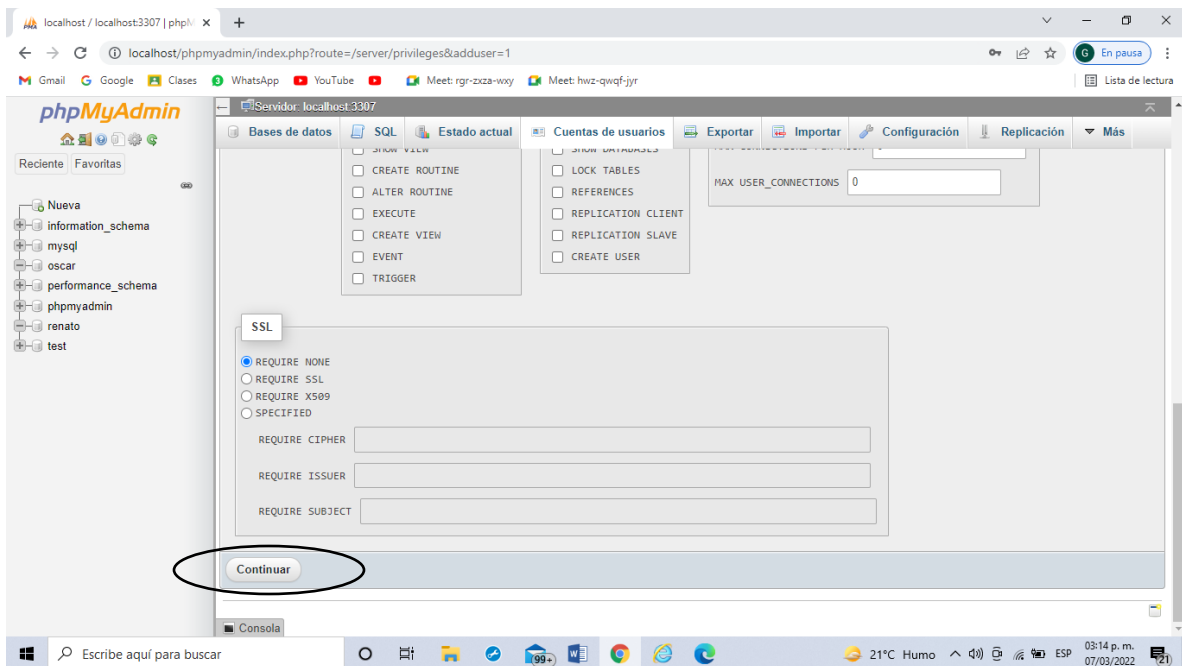 localhost / localhost:3307 | phpM
localhost/phpmyadmin/index.php?route=/server/privileges&adduser=1
G En pausa
Gmail Google Clases WhatsApp YouTube Meet: rgr-zxza-wxy Meet: hwz-qwqf-jyr Lista de lectura
phpMyAdmin
Reciente Favoritas
Nueva
information_schema
mysql
oscar
performance_schema
phpmyadmin
renato
test
Servidor: localhost:3307
Bases de datos SQL Estado actual Cuentas de usuarios Exportar Importar Configuración Replicación Más
SHOW VIEW
CREATE ROUTINE
ALTER ROUTINE
EXECUTE
CREATE VIEW
EVENT
TRIGGER
SHOW DATABASES
LOCK TABLES
REFERENCES
REPLICATION CLIENT
REPLICATION SLAVE
CREATE USER
MAX USER_CONNECTIONS 0
SSL
REQUIRE NONE
REQUIRE SSL
REQUIRE X509
SPECIFIED
REQUIRE CIPHER
REQUIRE ISSUER
REQUIRE SUBJECT
Continuar
Consola
Escribe aquí para buscar
99+
21°C Humo
ESP
03:14 p. m.
07/03/2022
21